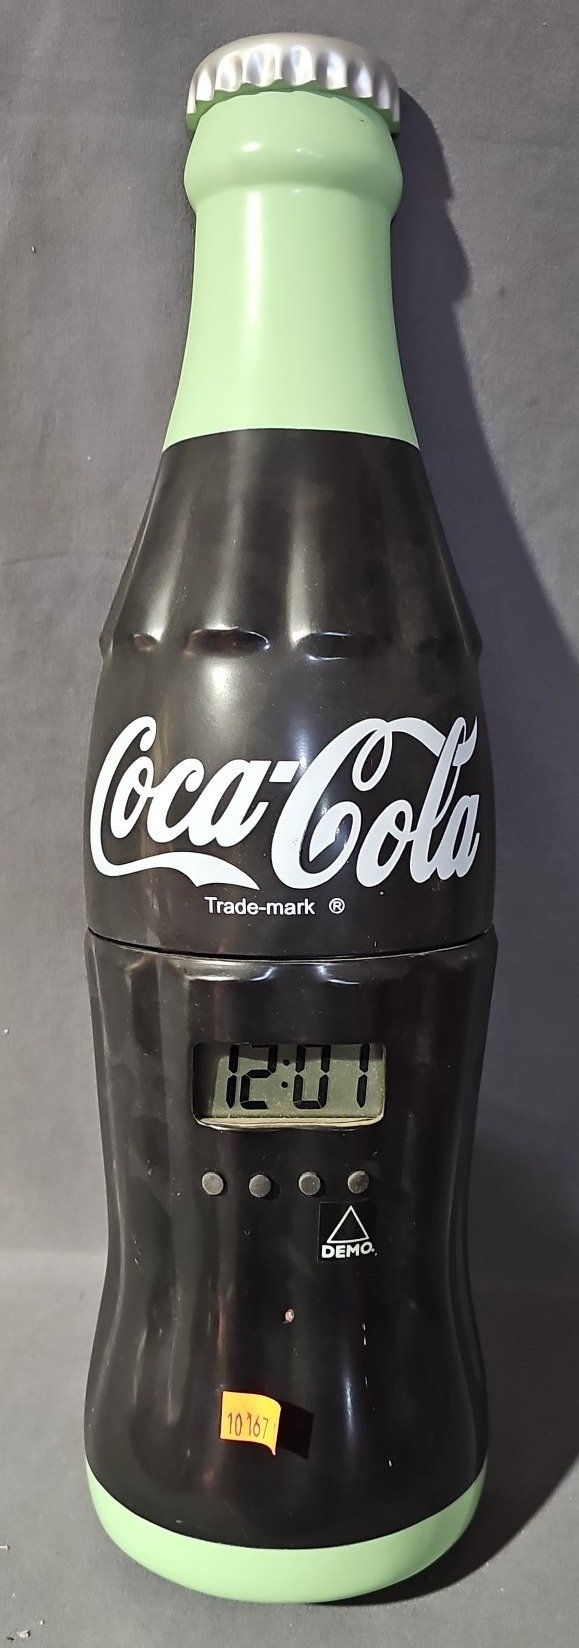 Coca-Cola
Trade-mark ®
12:01
DEMO.
10167